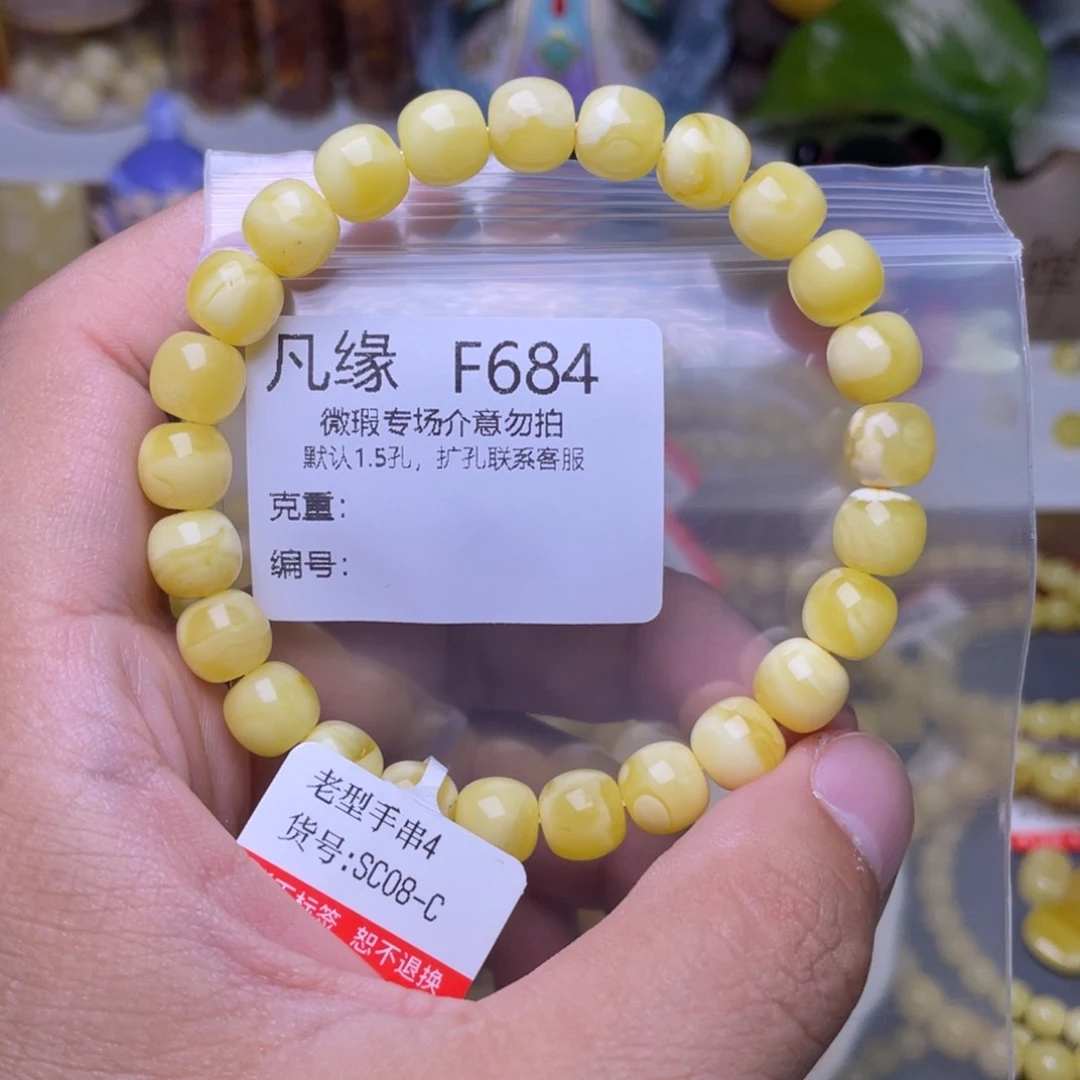 凡缘 F684
微瑕专场介意勿拍
默认1.5孔，扩孔联系客服
克重：
编号：
老型手串4
货号:SC08-C
标签 恕不退换